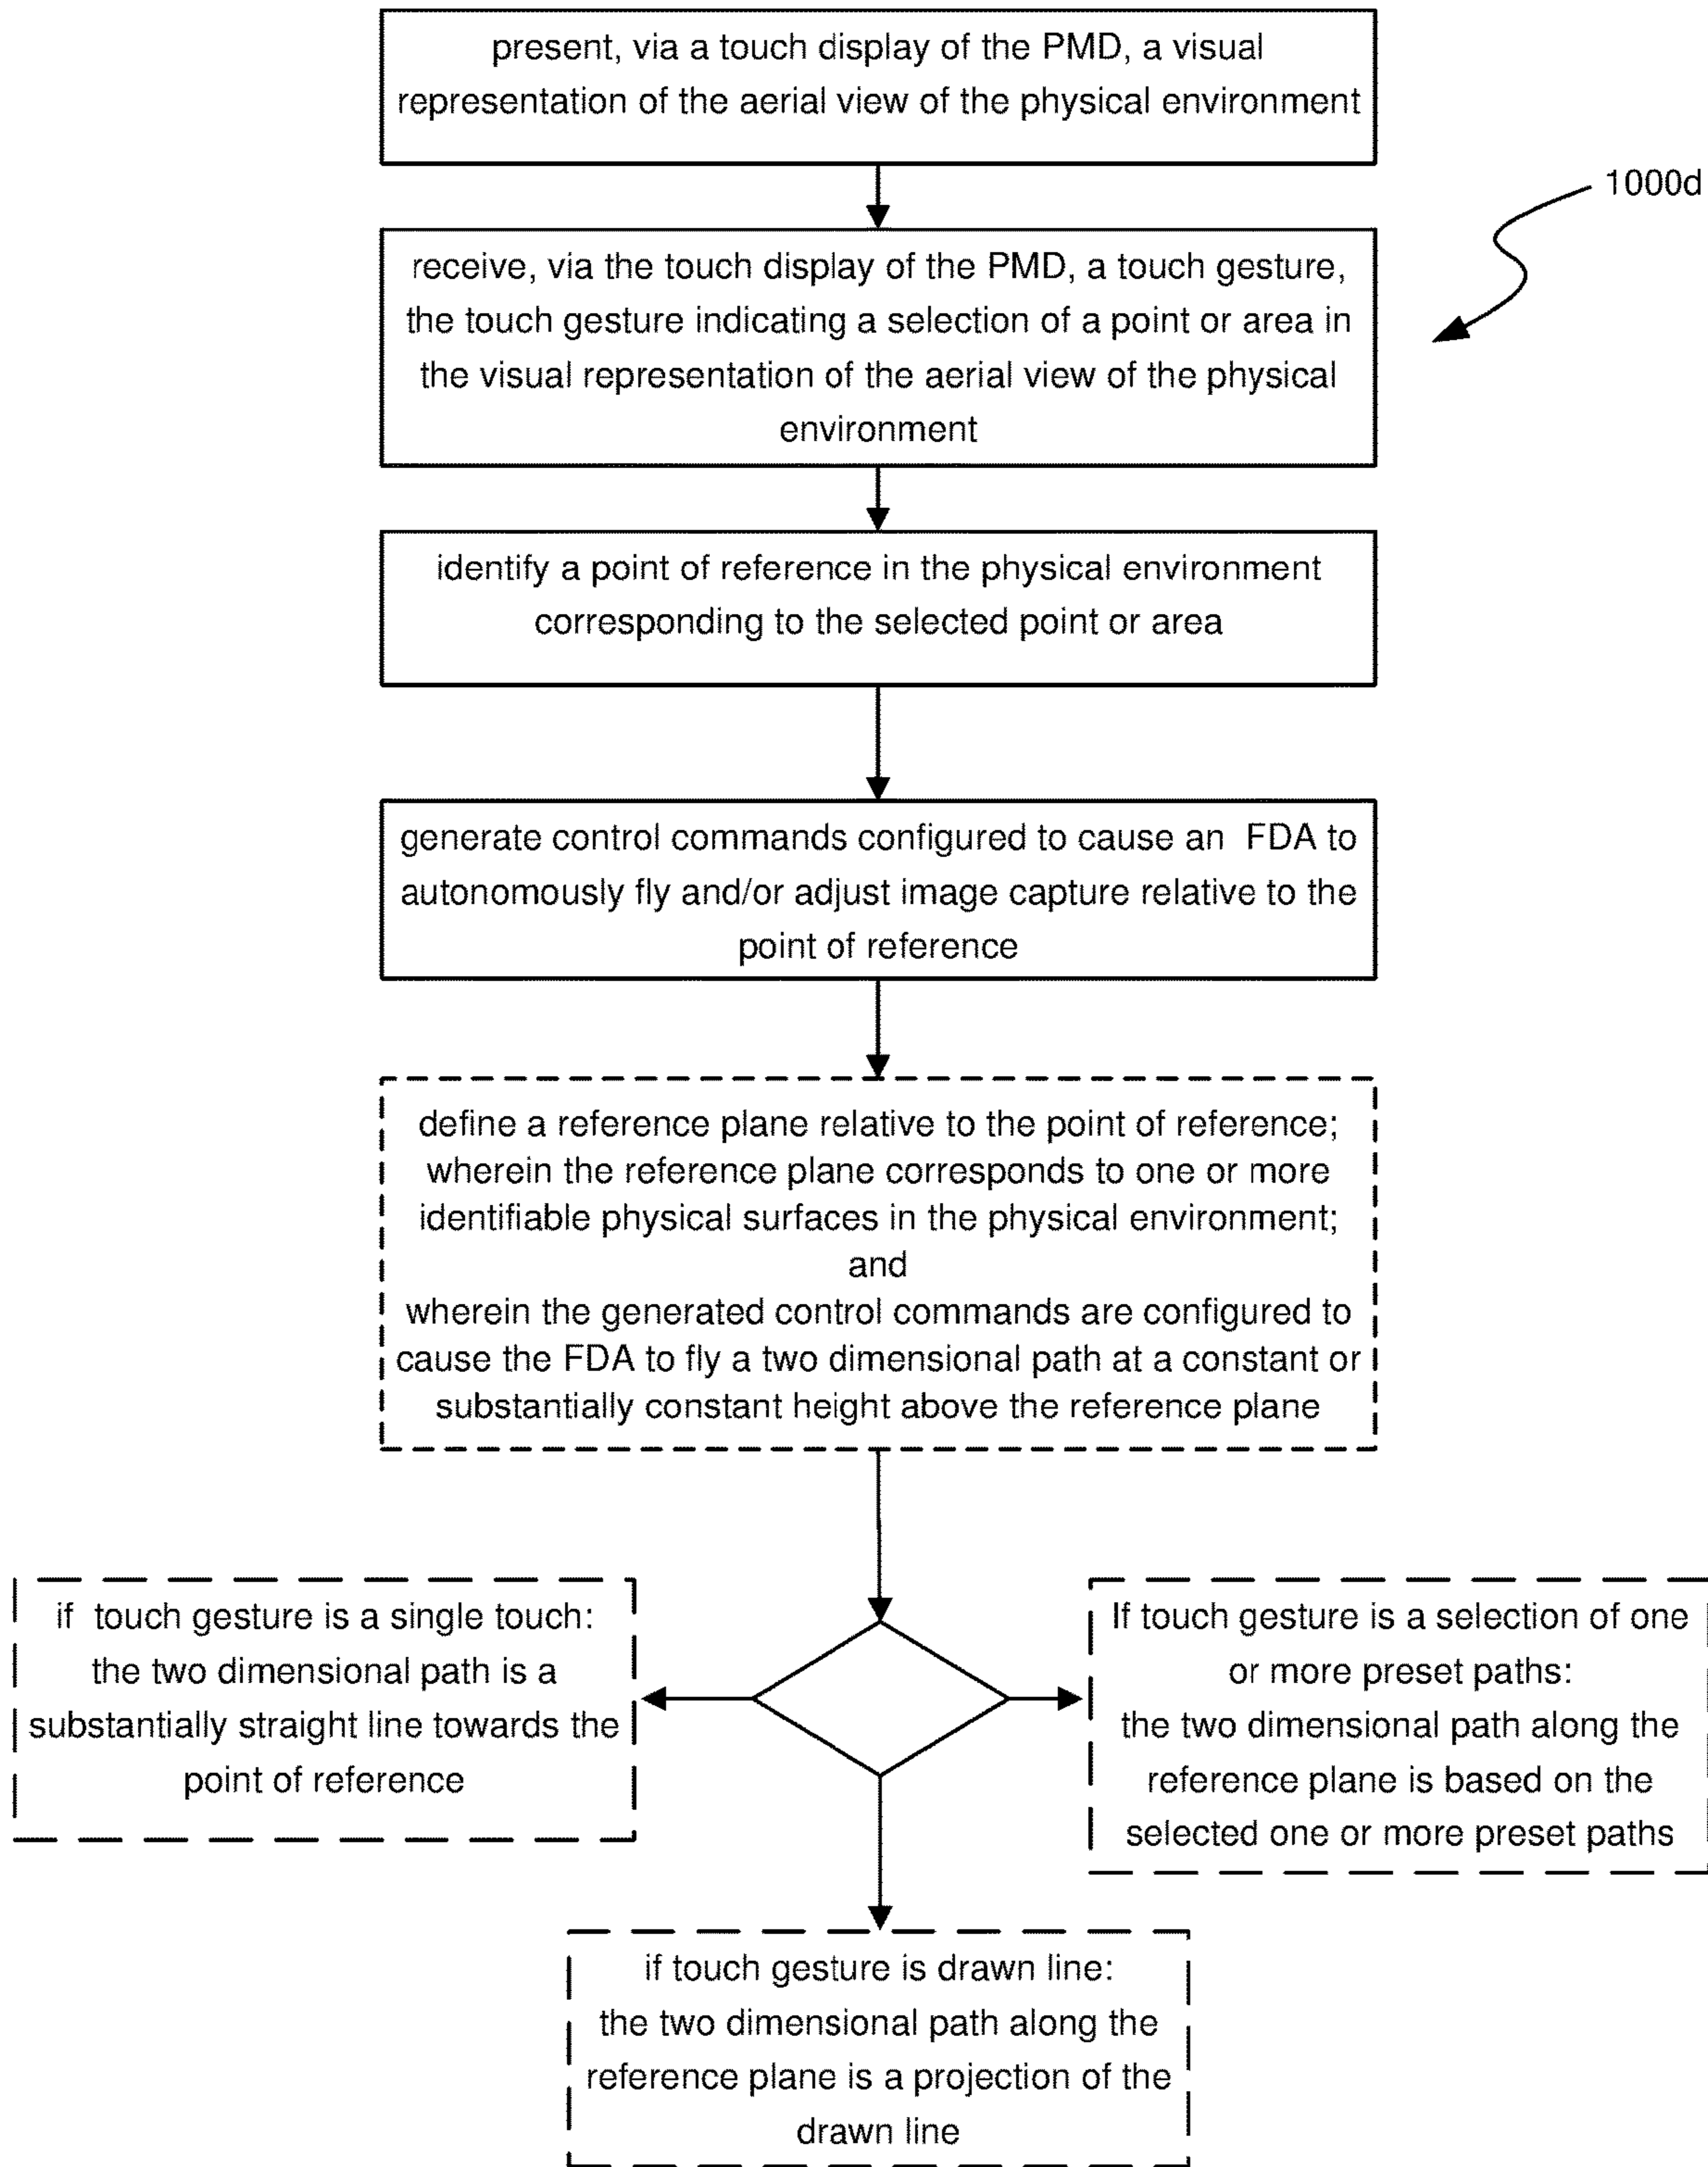 present, via a touch display of the PMD, a visual
representation of the aerial view of the physical environment
1000d
receive, via the touch display of the PMD, a touch gesture,
the touch gesture indicating a selection of a point or area in
the visual representation of the aerial view of the physical
environment
identify a point of reference in the physical environment
corresponding to the selected point or area
generate control commands configured to cause an FDA to
autonomously fly and/or adjust image capture relative to the
point of reference
define a reference plane relative to the point of reference;
wherein the reference plane corresponds to one or more
identifiable physical surfaces in the physical environment;
and
wherein the generated control commands are configured to
cause the FDA to fly a two dimensional path at a constant or
substantially constant height above the reference plane
if touch gesture is a single touch:
the two dimensional path is a
substantially straight line towards the
point of reference
If touch gesture is a selection of one
or more preset paths:
the two dimensional path along the
reference plane is based on the
selected one or more preset paths
if touch gesture is drawn line:
the two dimensional path along the
reference plane is a projection of the
drawn line